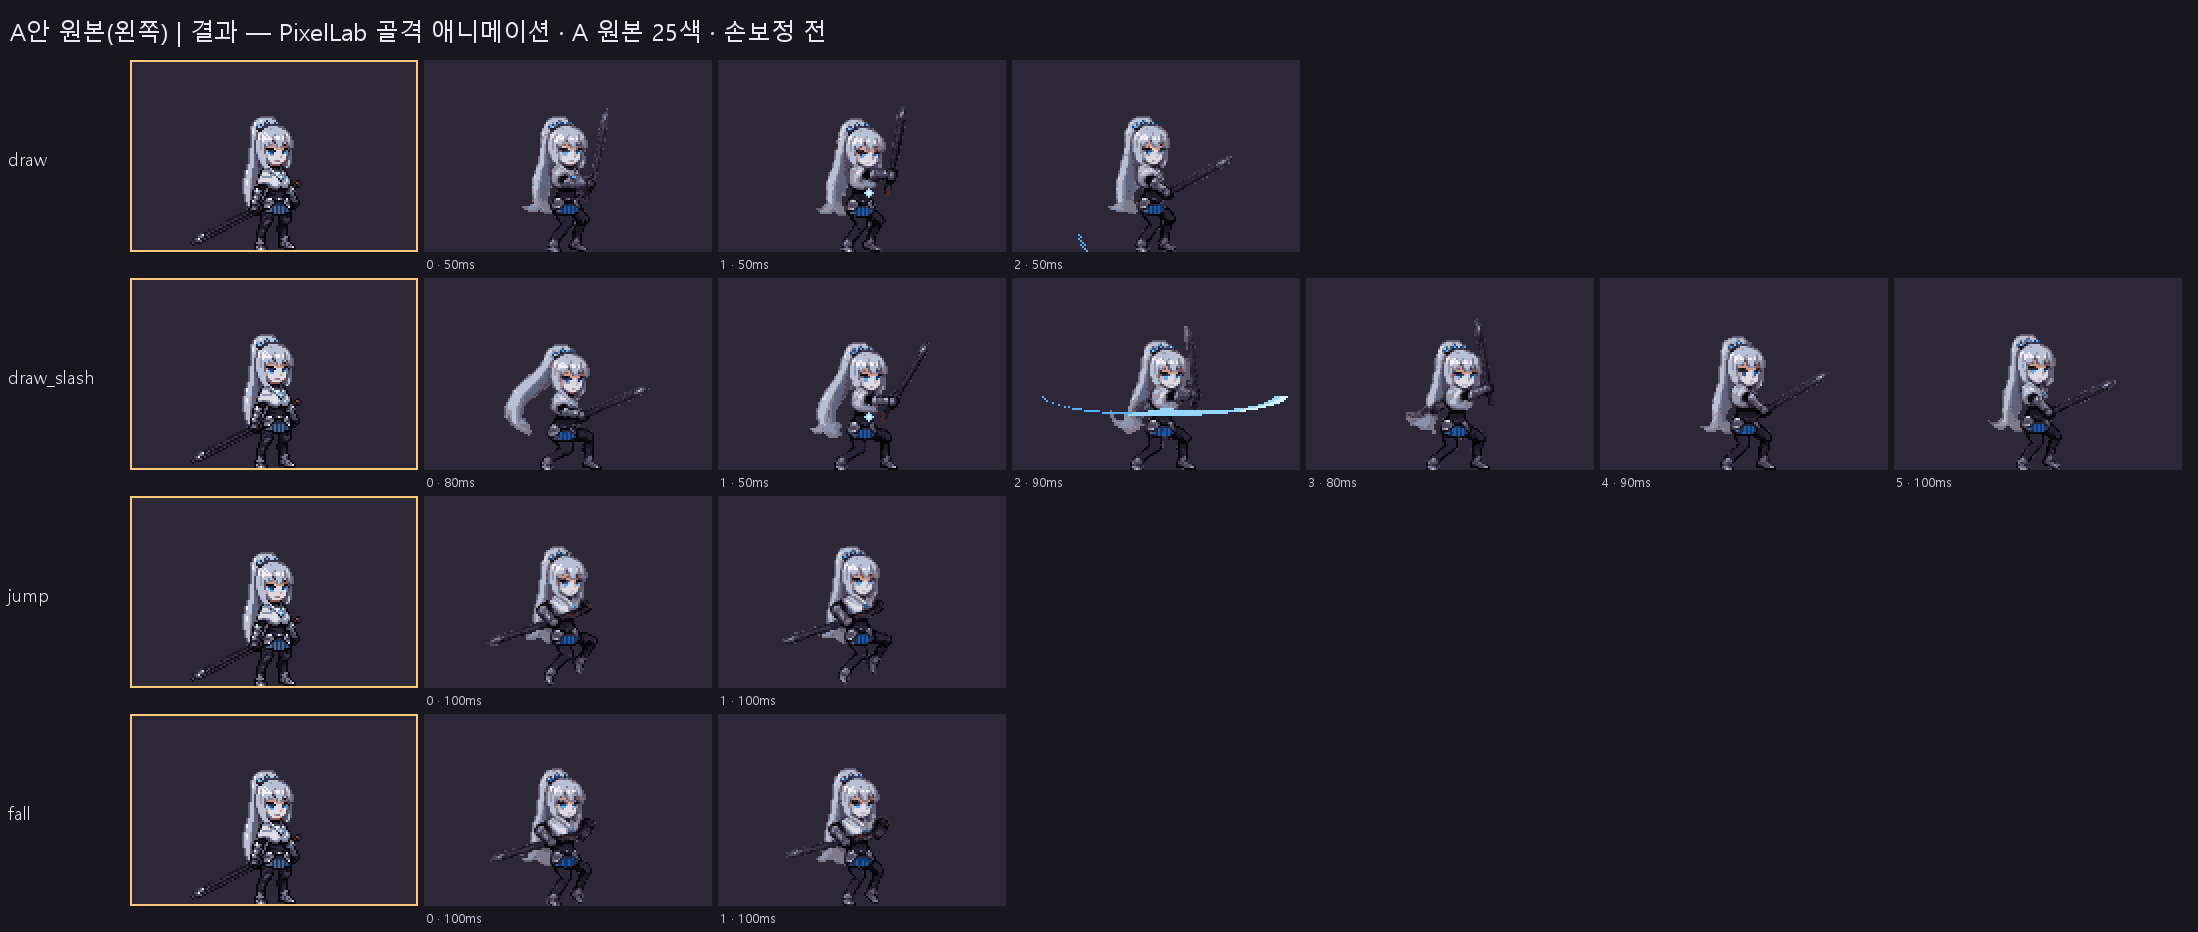 A안 원본(왼쪽) | 결과 — PixelLab 골격 애니메이션 · A 원본 25색 · 손보정 전
draw
0 · 50ms
1 · 50ms
2 · 50ms
draw_slash
0 · 80ms
1 · 50ms
2 · 90ms
3 · 80ms
4 · 90ms
5 · 100ms
jump
0 · 100ms
1 · 100ms
fall
0 · 100ms
1 · 100ms